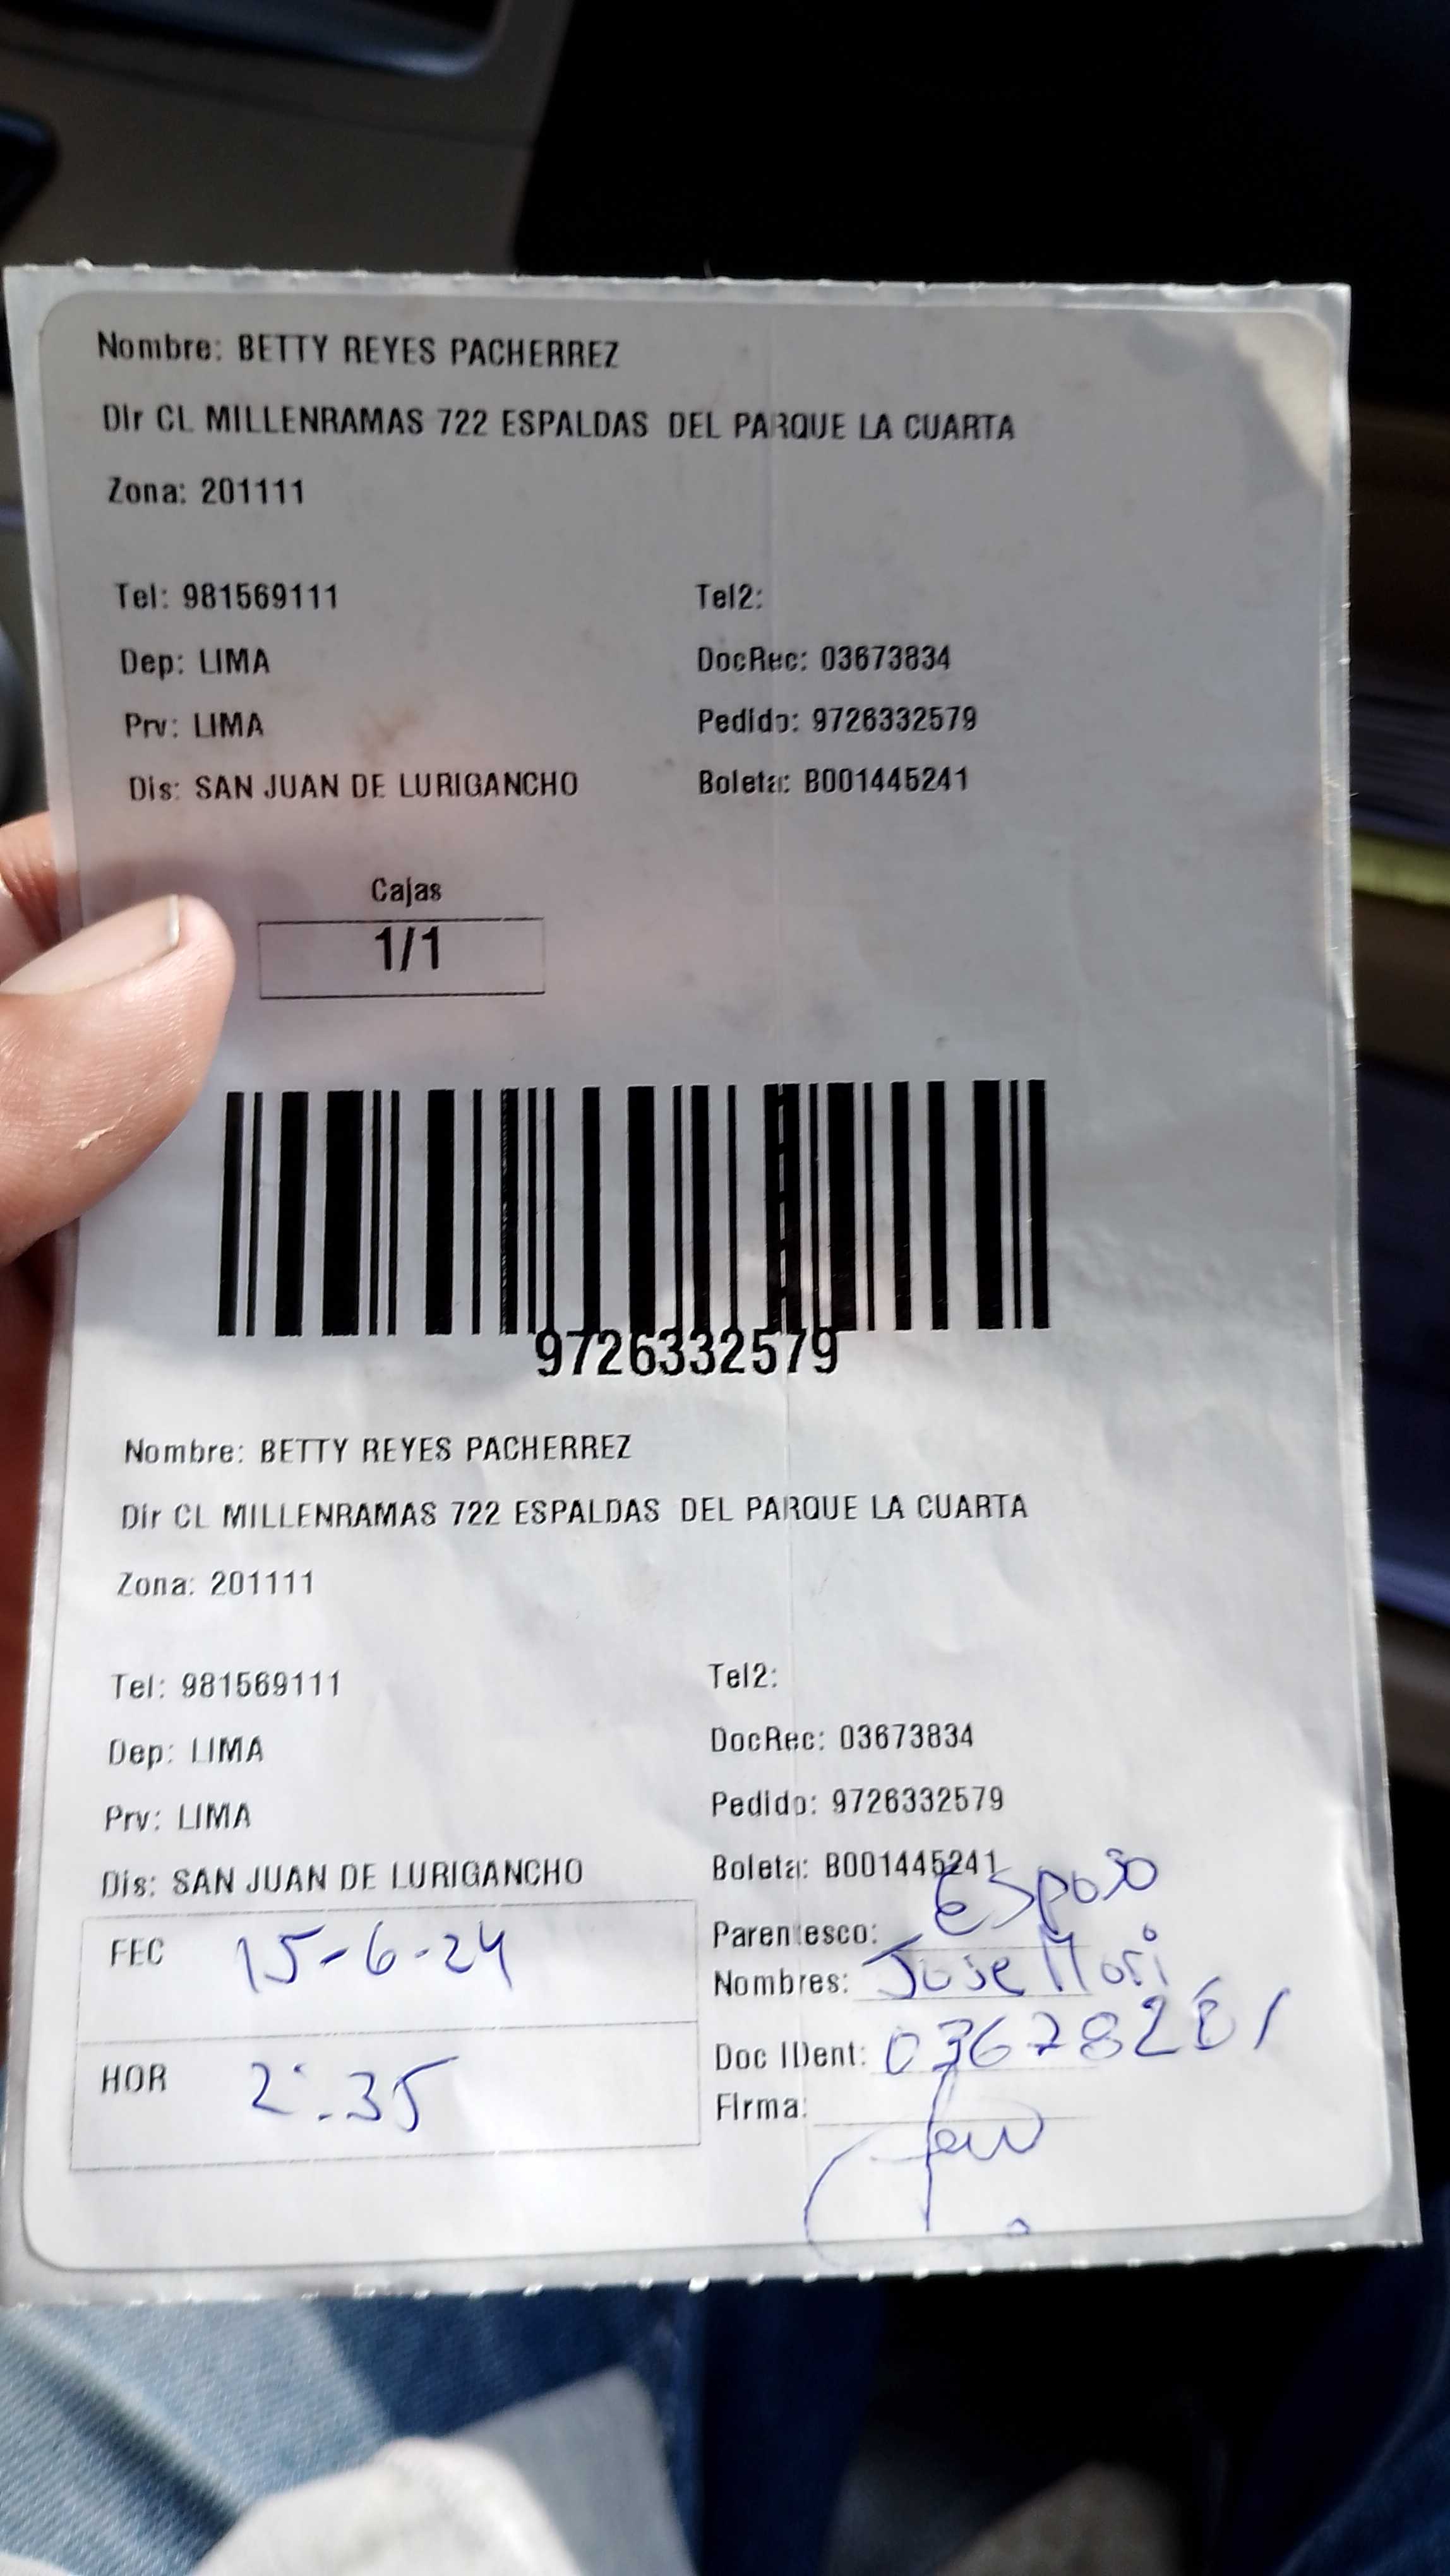 Nombre: BETTY REYES PACHERREZ
Dir CL MILLENRAMAS 722 ESPALDAS DEL PARQUE LA CUARTA
Zona: 201111
Tel: 981569111 Tel2:
Dep: LIMA DocRec: 03673834
Prv: LIMA Pedido: 9726332579
Dis: SAN JUAN DE LURIGANCHO Boleta: B001445241
Cajas
1/1
9726332579
Nombre: BETTY REYES PACHERREZ
Dir CL MILLENRAMAS 722 ESPALDAS DEL PARQUE LA CUARTA
Zona: 201111
Tel: 981569111 Tel2:
Dep: LIMA DocRec: 03673834
Prv: LIMA Pedido: 9726332579
Dis: SAN JUAN DE LURIGANCHO Boleta: B001445241
FEC 15-6-24 Parentesco: Esposo
Nombres: Jose Mori
HOR 2:35 Doc IDent:
Firma: